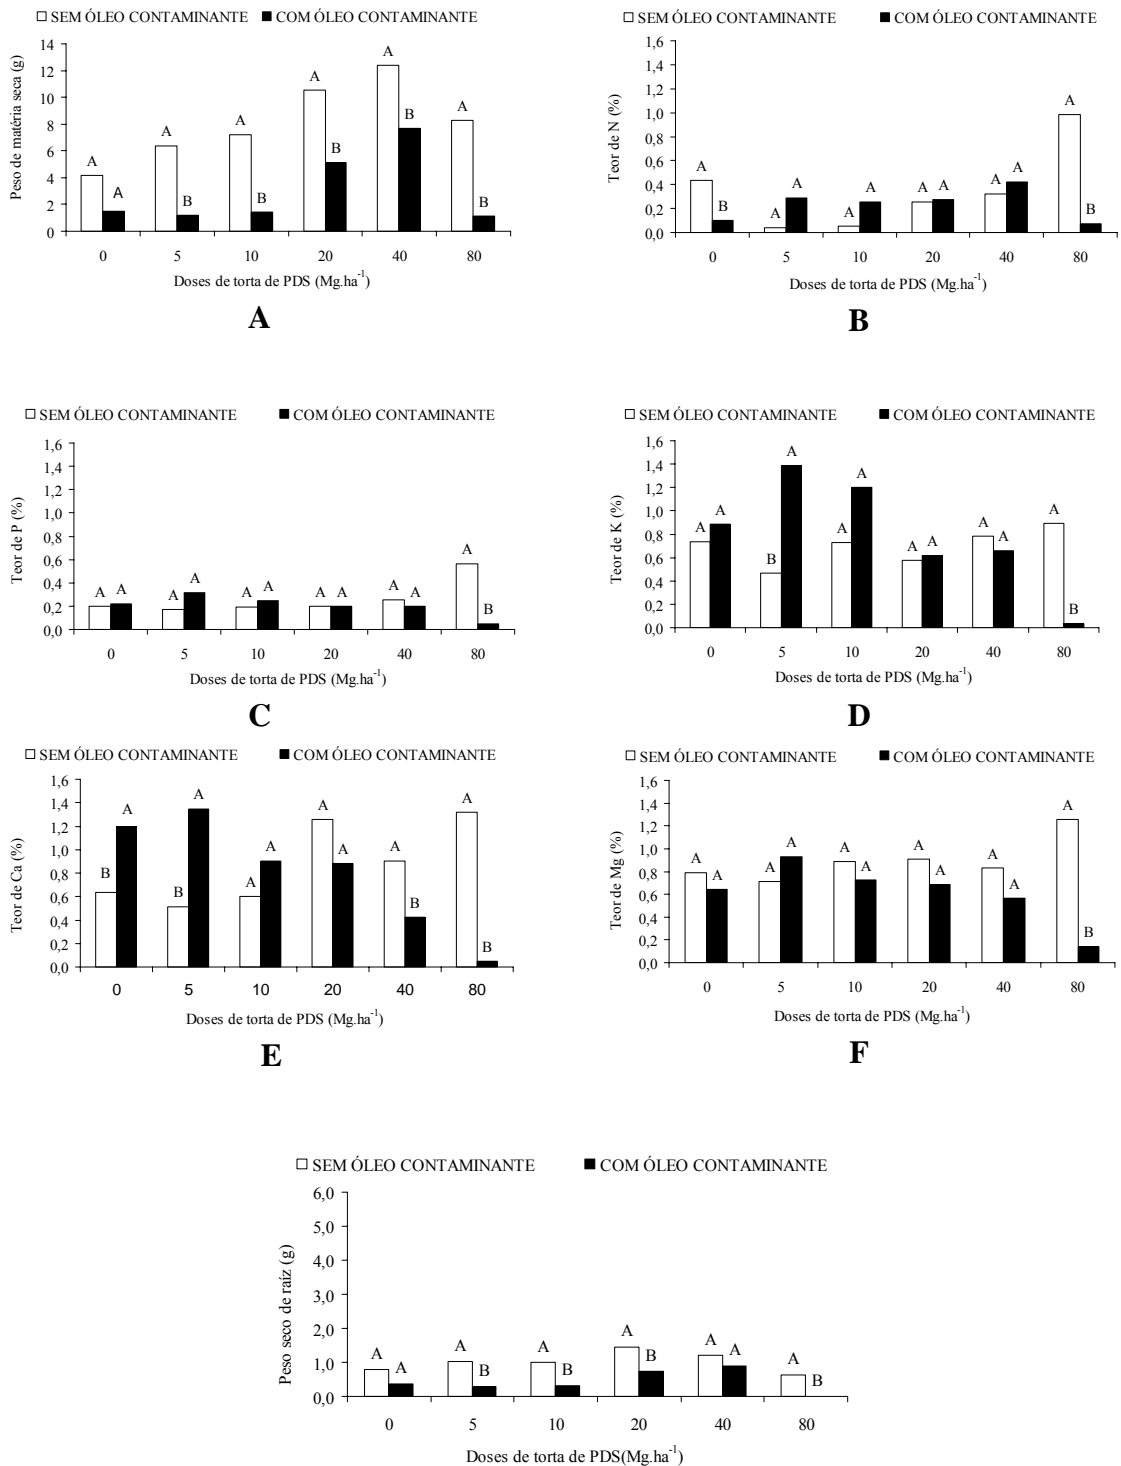 SEM ÓLEO CONTAMINANTE COM ÓLEO CONTAMINANTE
Peso de matéria seca (g)
14
12
10
8
6
4
2
0
A A A A A A
A B B B B B
0 5 10 20 40 80
Doses de torta de PDS (Mg.ha-1)
A
SEM ÓLEO CONTAMINANTE COM ÓLEO CONTAMINANTE
Teor de N (%)
1,6
1,4
1,2
1,0
0,8
0,6
0,4
0,2
0,0
A A A A A A
B A A A A B
0 5 10 20 40 80
Doses de torta de PDS (Mg.ha-1)
B
SEM ÓLEO CONTAMINANTE COM ÓLEO CONTAMINANTE
Teor de P (%)
1,6
1,4
1,2
1,0
0,8
0,6
0,4
0,2
0,0
A A A A A A
A A A A A B
0 5 10 20 40 80
Doses de torta de PDS (Mg.ha-1)
C
SEM ÓLEO CONTAMINANTE COM ÓLEO CONTAMINANTE
Teor de K (%)
1,6
1,4
1,2
1,0
0,8
0,6
0,4
0,2
0,0
A B A A A A
A A A A A B
0 5 10 20 40 80
Doses de torta de PDS (Mg.ha-1)
D
SEM ÓLEO CONTAMINANTE COM ÓLEO CONTAMINANTE
Teor de Ca (%)
1,6
1,4
1,2
1,0
0,8
0,6
0,4
0,2
0,0
B B A A A A
A A A A B B
0 5 10 20 40 80
Doses de torta de PDS (Mg.ha-1)
E
SEM ÓLEO CONTAMINANTE COM ÓLEO CONTAMINANTE
Teor de Mg (%)
1,6
1,4
1,2
1,0
0,8
0,6
0,4
0,2
0,0
A A A A A A
A A A A A B
0 5 10 20 40 80
Doses de torta de PDS (Mg.ha-1)
F
SEM ÓLEO CONTAMINANTE COM ÓLEO CONTAMINANTE
Peso seco de raíz (g)
6,0
5,0
4,0
3,0
2,0
1,0
0,0
A A A A A A
A B B B A B
0 5 10 20 40 80
Doses de torta de PDS(Mg.ha-1)